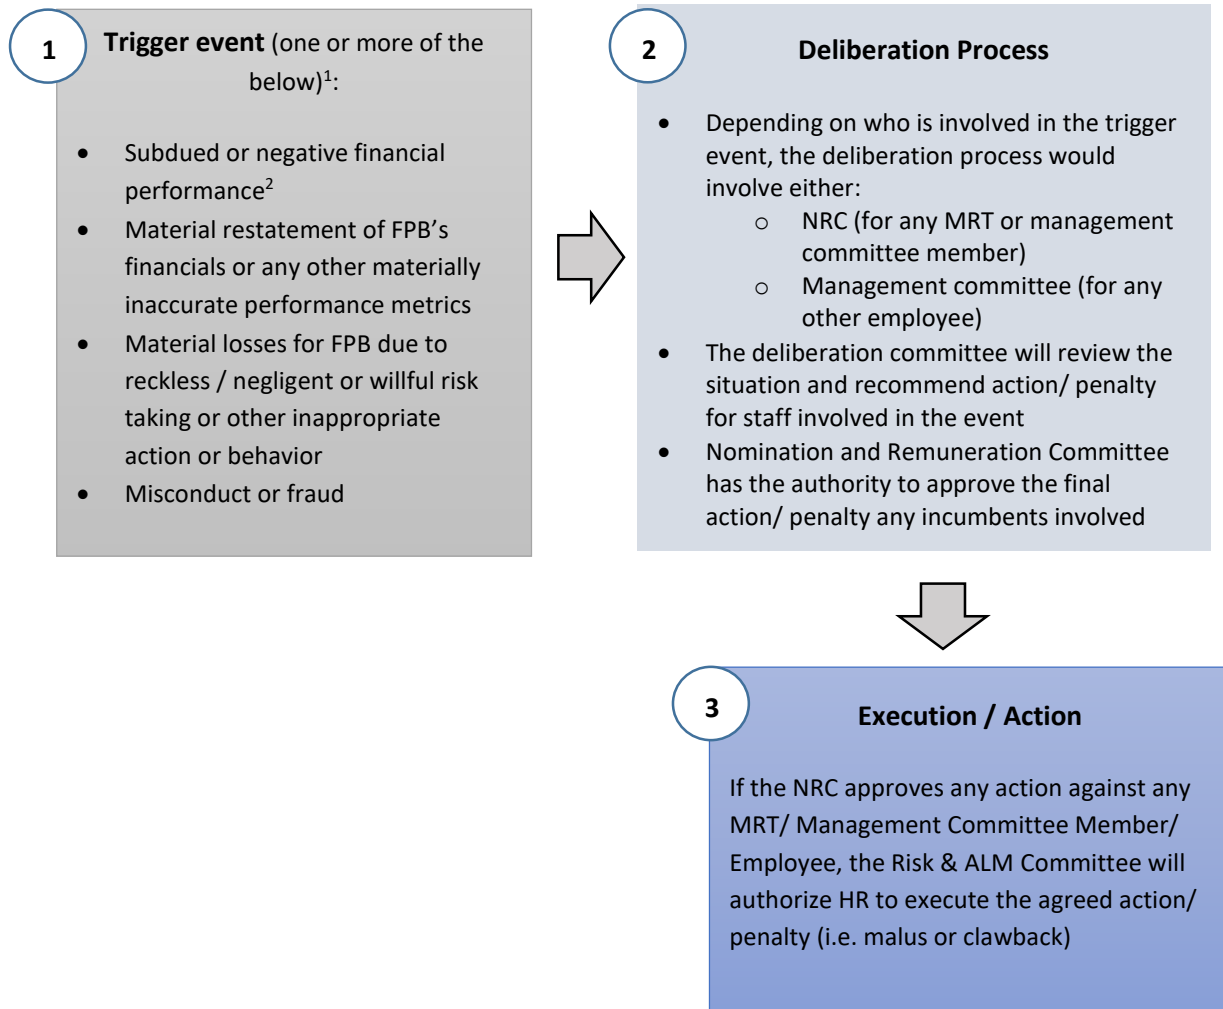 1
Trigger event (one or more of the
below)¹:
• Subdued or negative financial
performance²
• Material restatement of FPB’s
financials or any other materially
inaccurate performance metrics
• Material losses for FPB due to
reckless / negligent or willful risk
taking or other inappropriate
action or behavior
• Misconduct or fraud
2
Deliberation Process
• Depending on who is involved in the trigger
event, the deliberation process would
involve either:
o NRC (for any MRT or management
committee member)
o Management committee (for any
other employee)
• The deliberation committee will review the
situation and recommend action/ penalty
for staff involved in the event
• Nomination and Remuneration Committee
has the authority to approve the final
action/ penalty any incumbents involved
3
Execution / Action
If the NRC approves any action against any
MRT/ Management Committee Member/
Employee, the Risk & ALM Committee will
authorize HR to execute the agreed action/
penalty (i.e. malus or clawback)